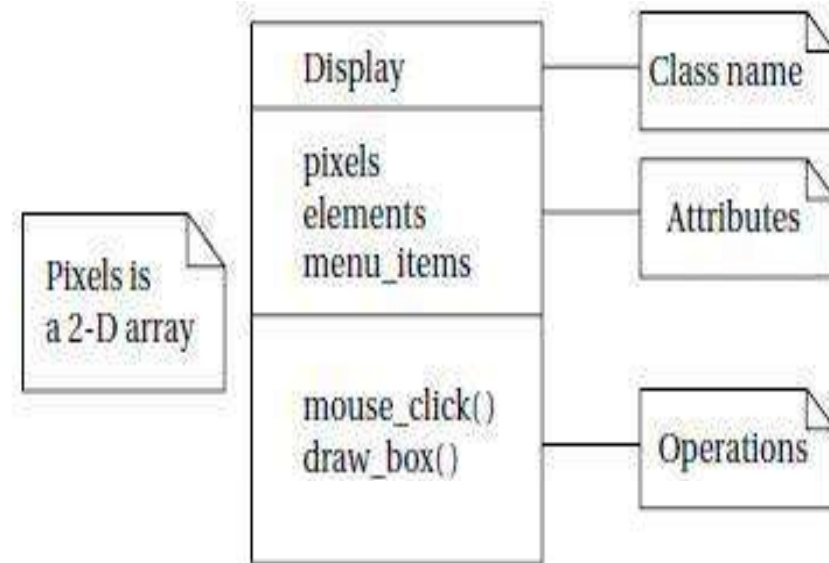 Display
Class name
pixels
elements
menu_items
Attributes
Pixels is
a 2-D array
mouse_click()
draw_box()
Operations